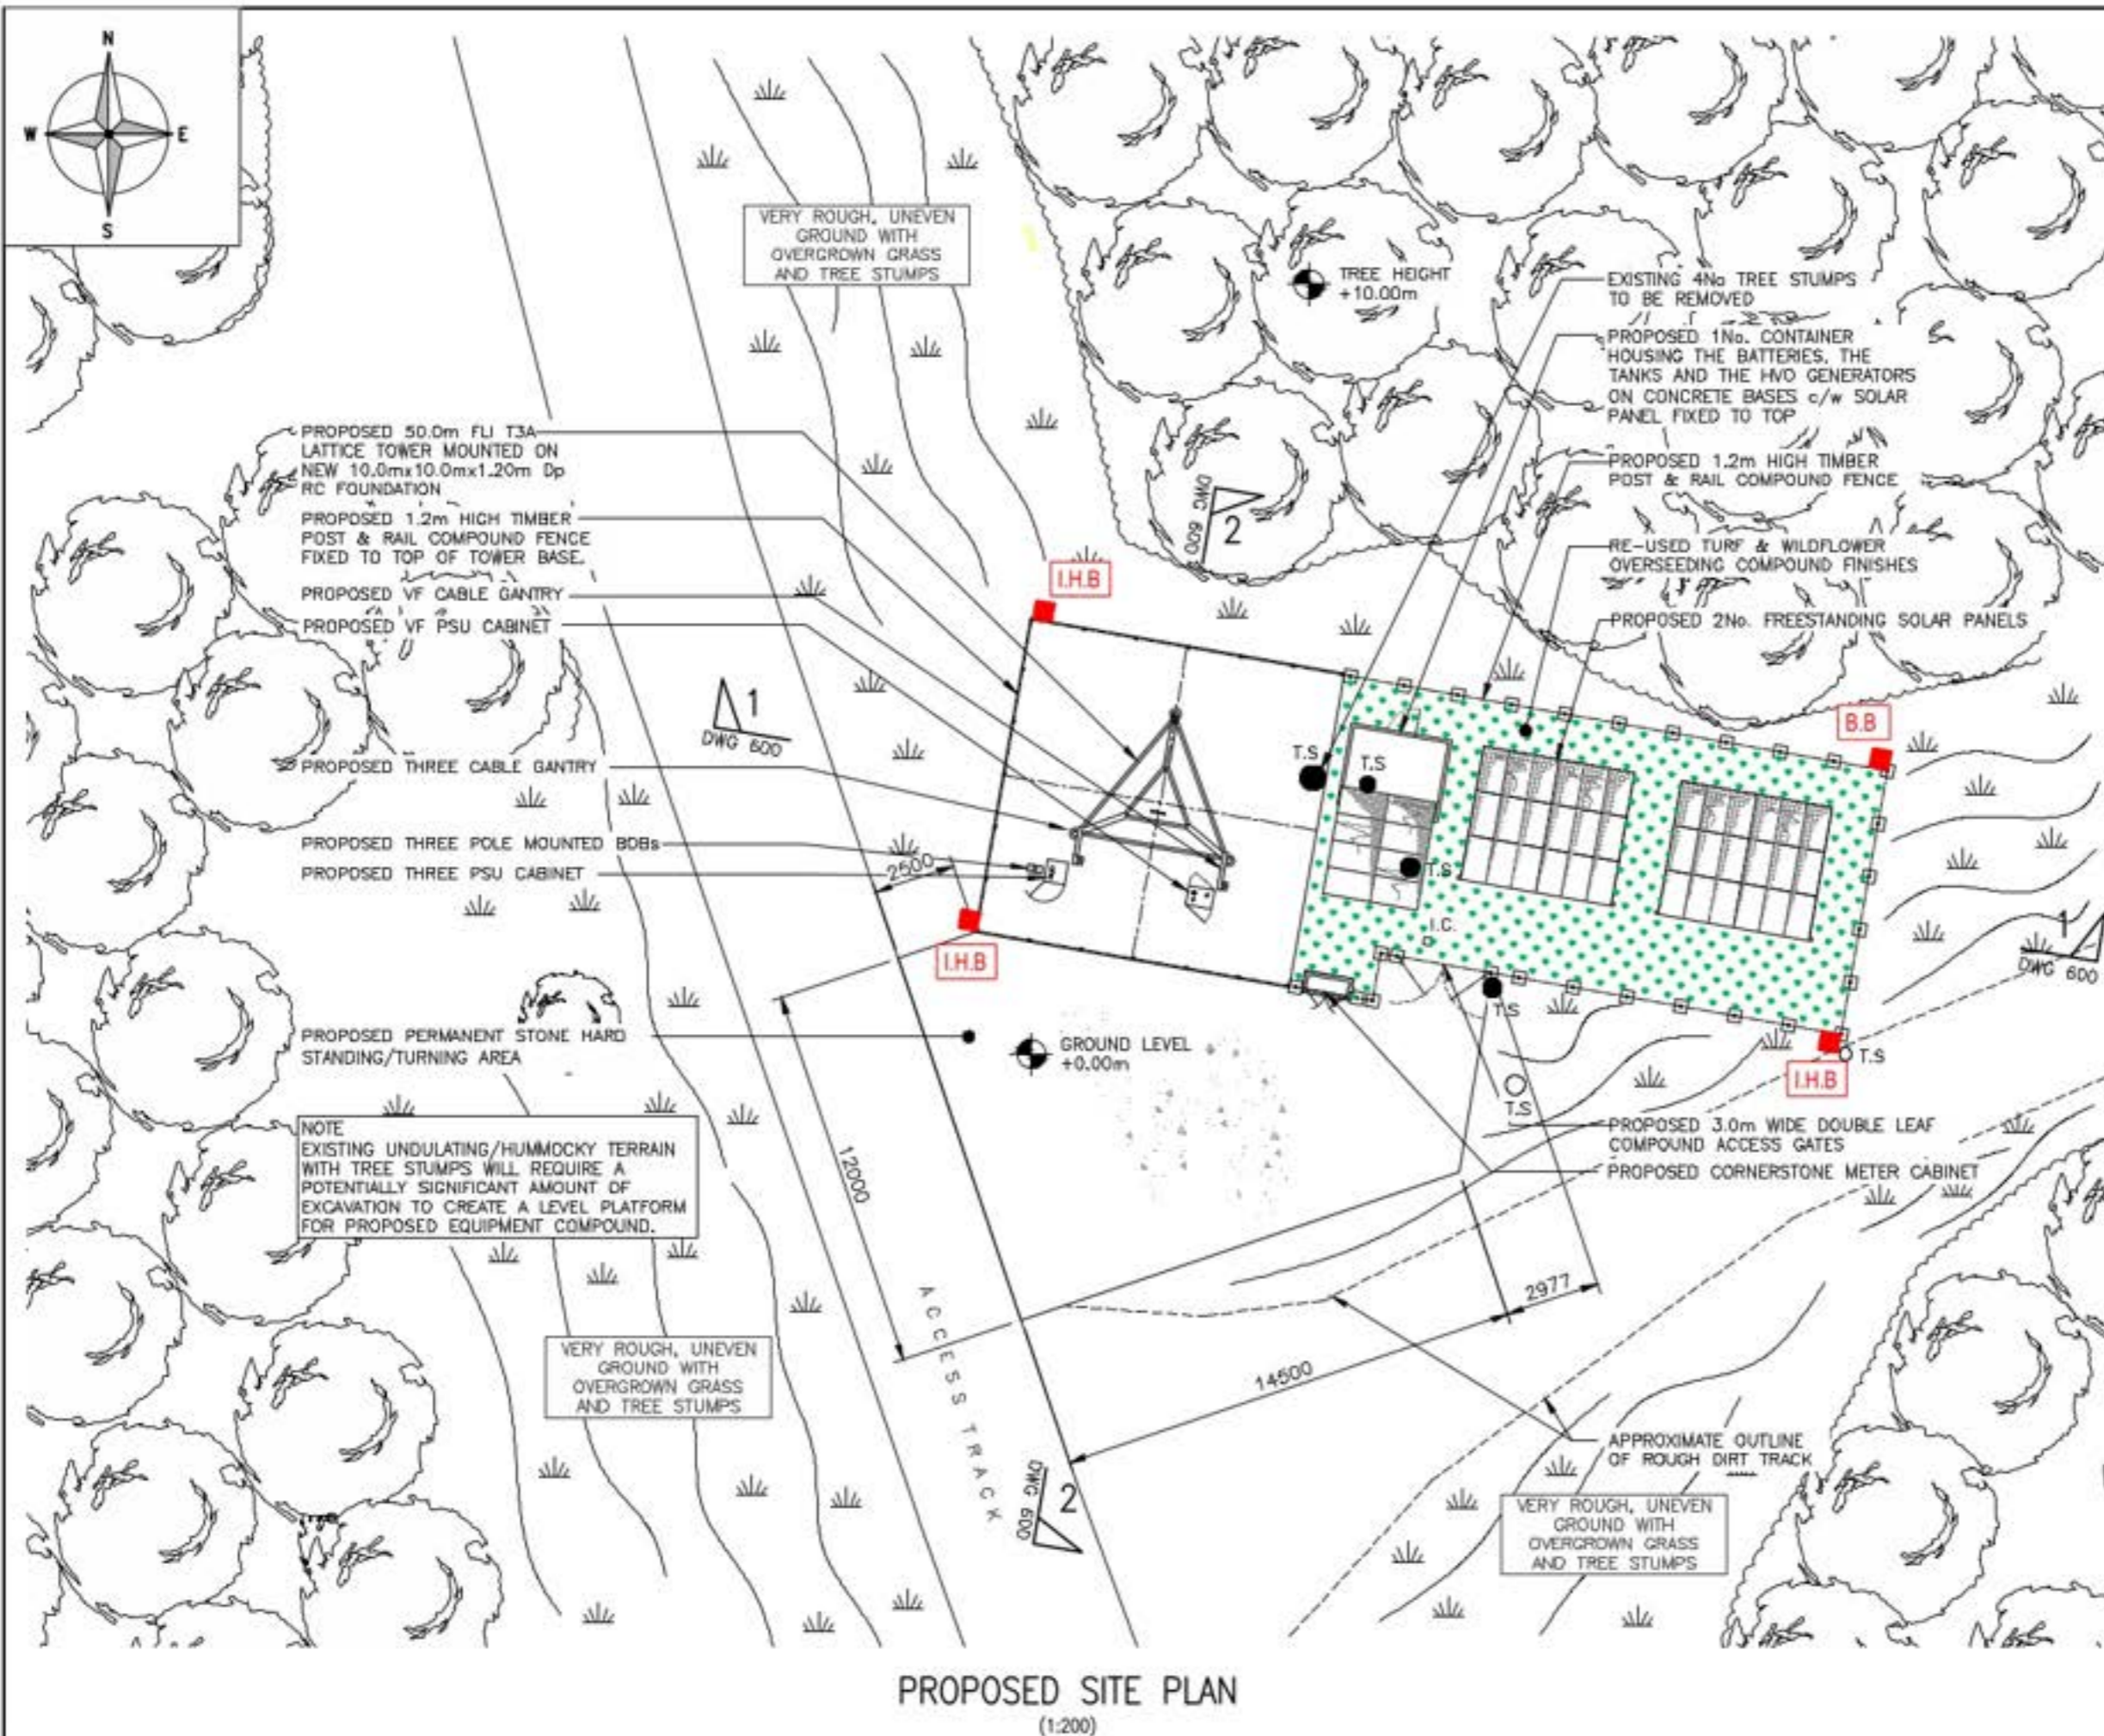 N
W E
S
VERY ROUGH, UNEVEN
GROUND WITH
OVERGROWN GRASS
AND TREE STUMPS
TREE HEIGHT
+10.00m
EXISTING 4No TREE STUMPS
TO BE REMOVED
PROPOSED 1No. CONTAINER
HOUSING THE BATTERIES, THE
TANKS AND THE HVO GENERATORS
ON CONCRETE BASES c/w SOLAR
PANEL FIXED TO TOP
PROPOSED 1.2m HIGH TIMBER
POST & RAIL COMPOUND FENCE
RE-USED TURF & WILDFLOWER
OVERSEEDING COMPOUND FINISHES
PROPOSED 2No. FREESTANDING SOLAR PANELS
PROPOSED 50.0m FLI T3A
LATTICE TOWER MOUNTED ON
NEW 10.0mx10.0mx1.20m Dp
RC FOUNDATION
PROPOSED 1.2m HIGH TIMBER
POST & RAIL COMPOUND FENCE
FIXED TO TOP OF TOWER BASE.
PROPOSED VF CABLE GANTRY
PROPOSED VF PSU CABINET
PROPOSED THREE CABLE GANTRY
PROPOSED THREE POLE MOUNTED BOBs
PROPOSED THREE PSU CABINET
PROPOSED PERMANENT STONE HARD
STANDING/TURNING AREA
NOTE
EXISTING UNDULATING/HUMMOCKY TERRAIN
WITH TREE STUMPS WILL REQUIRE A
POTENTIALLY SIGNIFICANT AMOUNT OF
EXCAVATION TO CREATE A LEVEL PLATFORM
FOR PROPOSED EQUIPMENT COMPOUND.
2
DWG 600
I.H.B
1
DWG 600
B.B
T.S
T.S
T.S
I.C.
2500
I.H.B
T.S
1
DWG 600
GROUND LEVEL
+0.00m
T.S
I.H.B
T.S
PROPOSED 3.0m WIDE DOUBLE LEAF
COMPOUND ACCESS GATES
PROPOSED CORNERSTONE METER CABINET
12000
2977
14500
ACCESS TRACK
VERY ROUGH, UNEVEN
GROUND WITH
OVERGROWN GRASS
AND TREE STUMPS
2
DWG 600
APPROXIMATE OUTLINE
OF ROUGH DIRT TRACK
VERY ROUGH, UNEVEN
GROUND WITH
OVERGROWN GRASS
AND TREE STUMPS
PROPOSED SITE PLAN
(1:200)